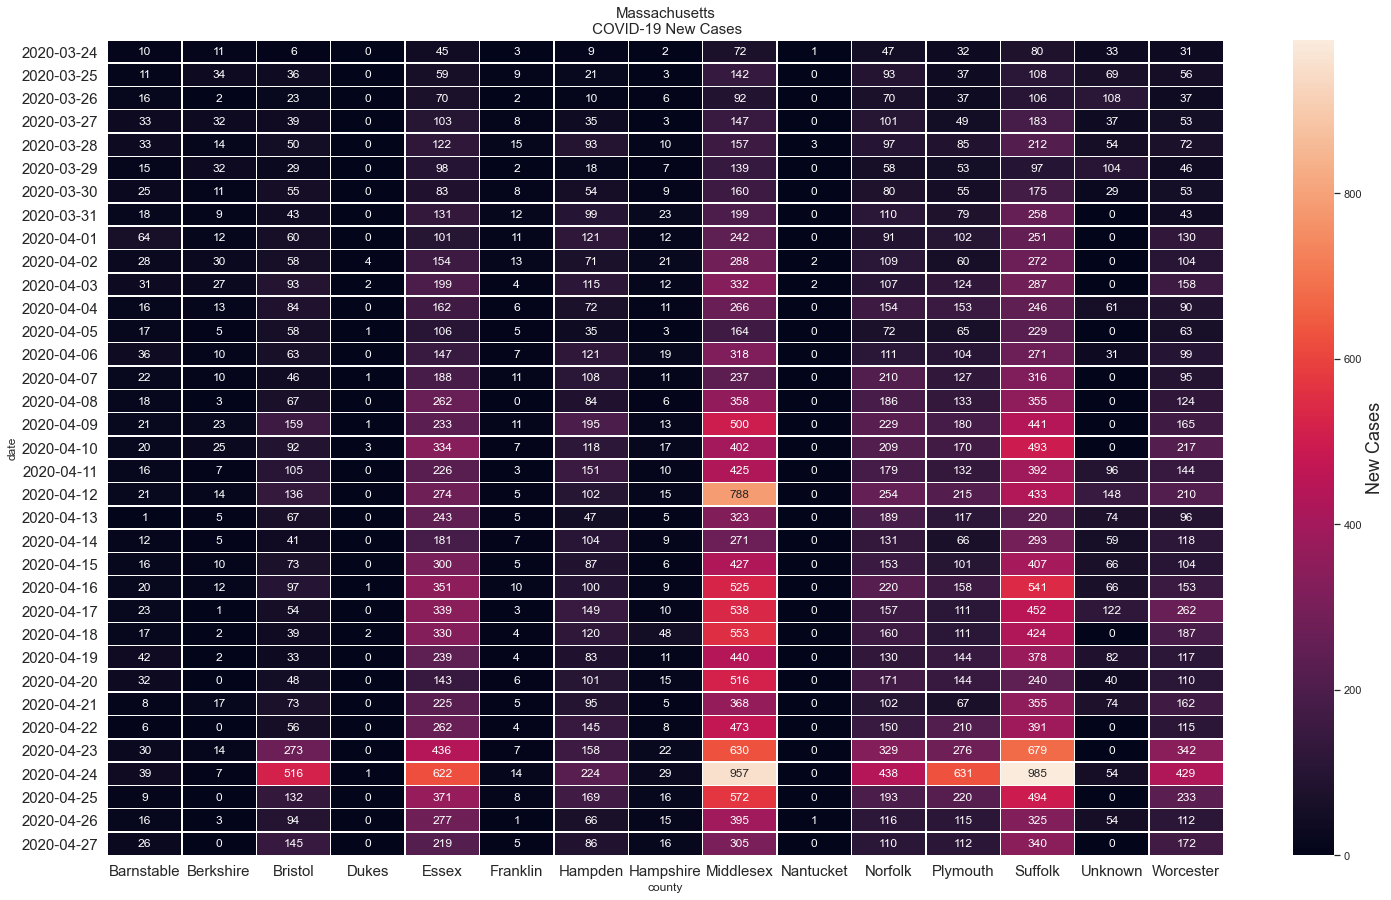 Massachusetts
COVID-19 New Cases
2020-03-24 10 11 6 0 45 3 9 2 72 1 47 32 80 33 31
2020-03-25 11 34 36 0 59 9 21 3 142 0 93 37 108 69 56
2020-03-26 16 2 23 0 70 2 10 6 92 0 70 37 106 108 37
2020-03-27 33 32 39 0 103 8 35 3 147 0 101 49 183 37 53
2020-03-28 33 14 50 0 122 15 93 10 157 3 97 85 212 54 72
2020-03-29 15 32 29 0 98 2 18 7 139 0 58 53 97 104 46
2020-03-30 25 11 55 0 83 8 54 9 160 0 80 55 175 29 53
2020-03-31 18 9 43 0 131 12 99 23 199 0 110 79 258 0 43
2020-04-01 64 12 60 0 101 11 121 12 242 0 91 102 251 0 130
2020-04-02 28 30 58 4 154 13 71 21 288 2 109 60 272 0 104
2020-04-03 31 27 93 2 199 4 115 12 332 2 107 124 287 0 158
2020-04-04 16 13 84 0 162 6 72 11 266 0 154 153 246 61 90
2020-04-05 17 5 58 1 106 5 35 3 164 0 72 65 229 0 63
2020-04-06 36 10 63 0 147 7 121 19 318 0 111 104 271 31 99
2020-04-07 22 10 46 1 188 11 108 11 237 0 210 127 316 0 95
2020-04-08 18 3 67 0 262 0 84 6 358 0 186 133 355 0 124
2020-04-09 21 23 159 1 233 11 195 13 500 0 229 180 441 0 165
2020-04-10 20 25 92 3 334 7 118 17 402 0 209 170 493 0 217
2020-04-11 16 7 105 0 226 3 151 10 425 0 179 132 392 96 144
2020-04-12 21 14 136 0 274 5 102 15 788 0 254 215 433 148 210
2020-04-13 1 5 67 0 243 5 47 5 323 0 189 117 220 74 96
2020-04-14 12 5 41 0 181 7 104 9 271 0 131 66 293 59 118
2020-04-15 16 10 73 0 300 5 87 6 427 0 153 101 407 66 104
2020-04-16 20 12 97 1 351 10 100 9 525 0 220 158 541 66 153
2020-04-17 23 1 54 0 339 3 149 10 538 0 157 111 452 122 262
2020-04-18 17 2 39 2 330 4 120 48 553 0 160 111 424 0 187
2020-04-19 42 2 33 0 239 4 83 11 440 0 130 144 378 82 117
2020-04-20 32 0 48 0 143 6 101 15 516 0 171 144 240 40 110
2020-04-21 8 17 73 0 225 5 95 5 368 0 102 67 355 74 162
2020-04-22 6 0 56 0 262 4 145 8 473 0 150 210 391 0 115
2020-04-23 30 14 273 0 436 7 158 22 630 0 329 276 679 0 342
2020-04-24 39 7 516 1 622 14 224 29 957 0 438 631 985 54 429
2020-04-25 9 0 132 0 371 8 169 16 572 0 193 220 494 0 233
2020-04-26 16 3 94 0 277 1 66 15 395 1 116 115 325 54 112
2020-04-27 26 0 145 0 219 5 86 16 305 0 110 112 340 0 172
Barnstable Berkshire Bristol Dukes Essex Franklin Hampden Hampshire Middlesex Nantucket Norfolk Plymouth Suffolk Unknown Worcester
county
date
800
600
400
200
0
New Cases